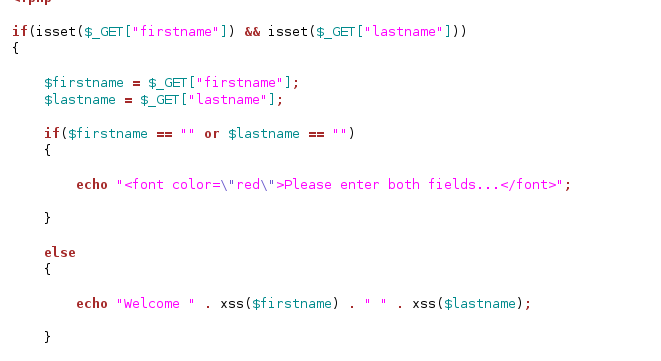 <?php
if(isset($_GET["firstname"]) && isset($_GET["lastname"]))
{
$firstname = $_GET["firstname"];
$lastname = $_GET["lastname"];
if($firstname == "" or $lastname == "")
{
echo "<font color=\"red\">Please enter both fields...</font>";
}
else
{
echo "Welcome " . xss($firstname) . " " . xss($lastname);
}